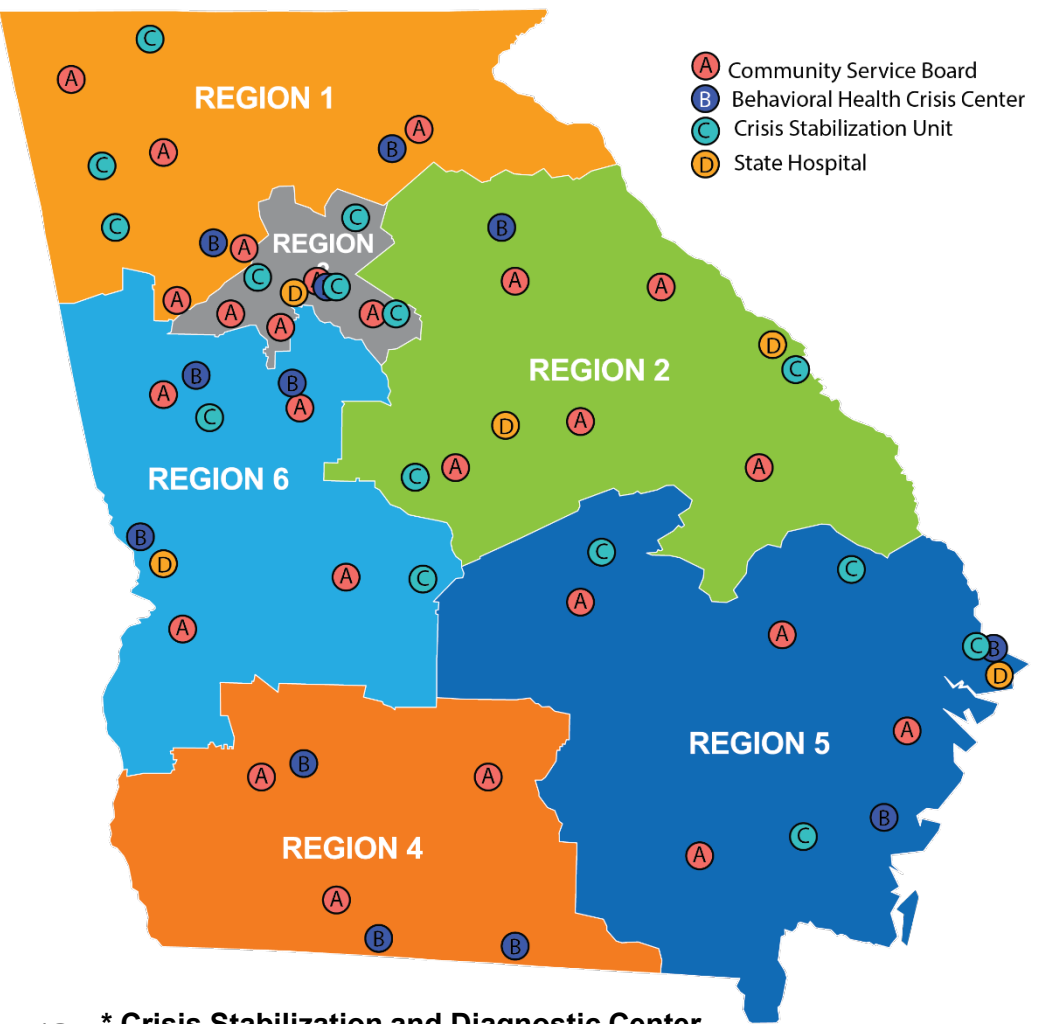 C
A Community Service Board
A
REGION 1
B Behavioral Health Crisis Center
C Crisis Stabilization Unit
A
B
A
D State Hospital
C
C
C
B
B
A
REGION
C
A
C
D
A
A
A
A
A
C
A
D
C
REGION 2
B
B
A
A
C
D
A
C
A
A
REGION 6
B
D
A
C
C
C
A
A
A
C
B
D
A
REGION 5
A
B
A
B
C
REGION 4
A
A
B
B
* Crisis Stabilization and Diagnostic Center